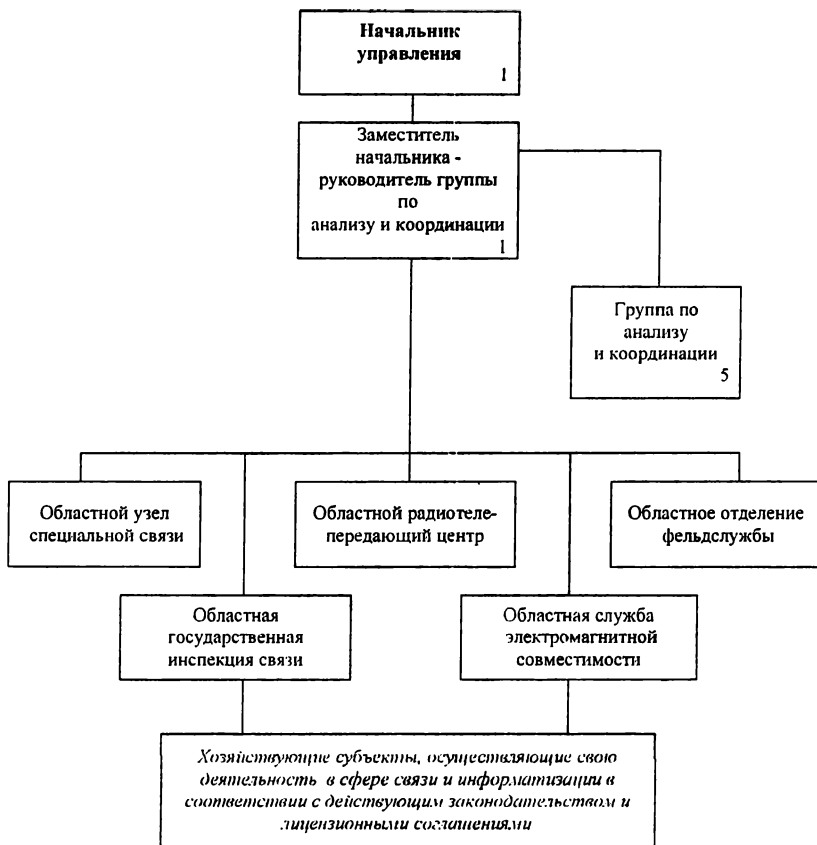 Начальник
управления
1
Заместитель
начальника -
руководитель группы
по
анализу и координации
1
Группа по
анализу
и координации
5
Областной узел
специальной связи
Областной радиотеле-
передающий центр
Областное отделение
фельдслужбы
Областная
государственная
инспекция связи
Областная служба
электромагнитной
совместимости
Хозяйствующие субъекты, осуществляющие свою
деятельность в сфере связи и информатизации в
соответствии с действующим законодательством и
лицензионными соглашениями